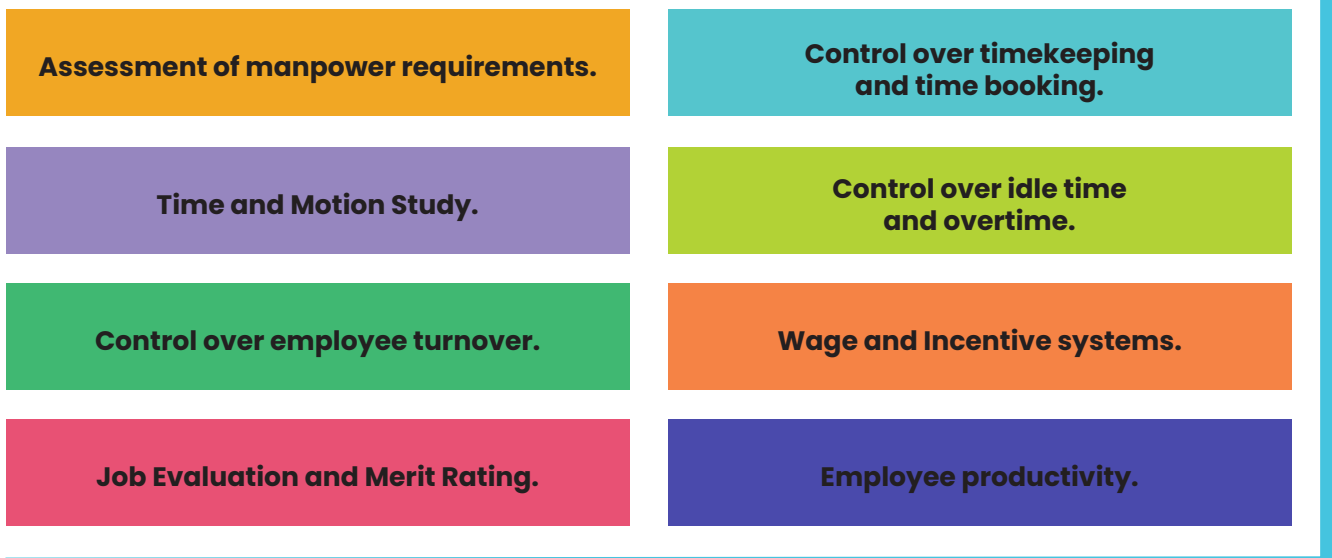 Assessment of manpower requirements.
Control over timekeeping
and time booking.
Time and Motion Study.
Control over idle time
and overtime.
Control over employee turnover.
Wage and Incentive systems.
Job Evaluation and Merit Rating.
Employee productivity.